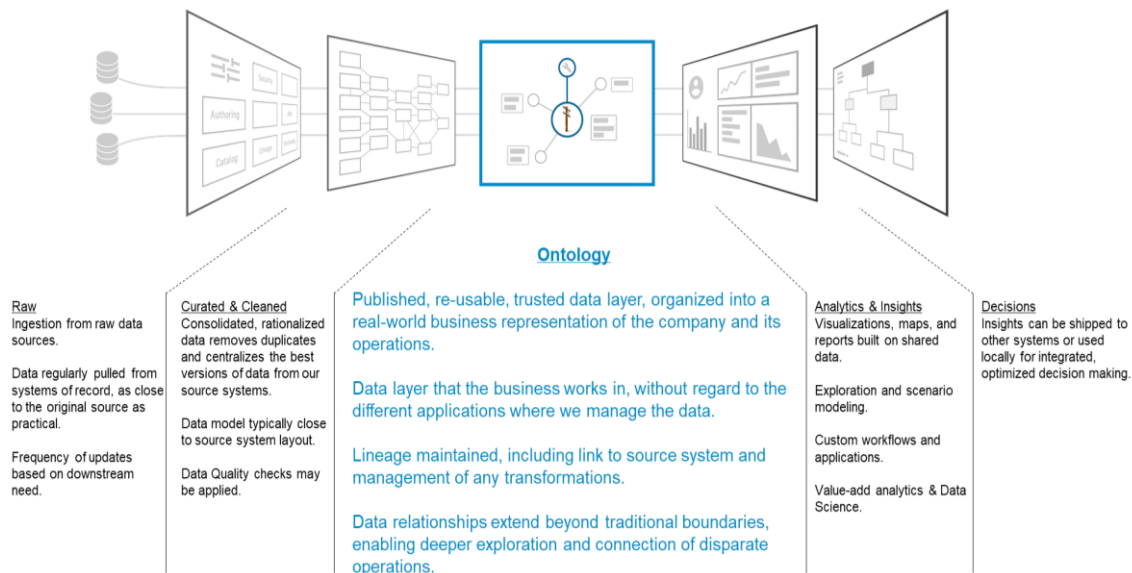 Security
Authoring
Catalog
Lineage
Ontology
Raw
Ingestion from raw data
sources.
Data regularly pulled from
systems of record, as close
to the original source as
practical.
Frequency of updates
based on downstream
need.
Curated & Cleaned
Consolidated, rationalized
data removes duplicates
and centralizes the best
versions of data from our
source systems.
Data model typically close
to source system layout.
Data Quality checks may
be applied.
Published, re-usable, trusted data layer, organized into a
real-world business representation of the company and its
operations.
Data layer that the business works in, without regard to the
different applications where we manage the data.
Lineage maintained, including link to source system and
management of any transformations.
Data relationships extend beyond traditional boundaries,
enabling deeper exploration and connection of disparate
operations.
Analytics & Insights
Visualizations, maps, and
reports built on shared
data.
Exploration and scenario
modeling.
Custom workflows and
applications.
Value-add analytics & Data
Science.
Decisions
Insights can be shipped to
other systems or used
locally for integrated,
optimized decision making.